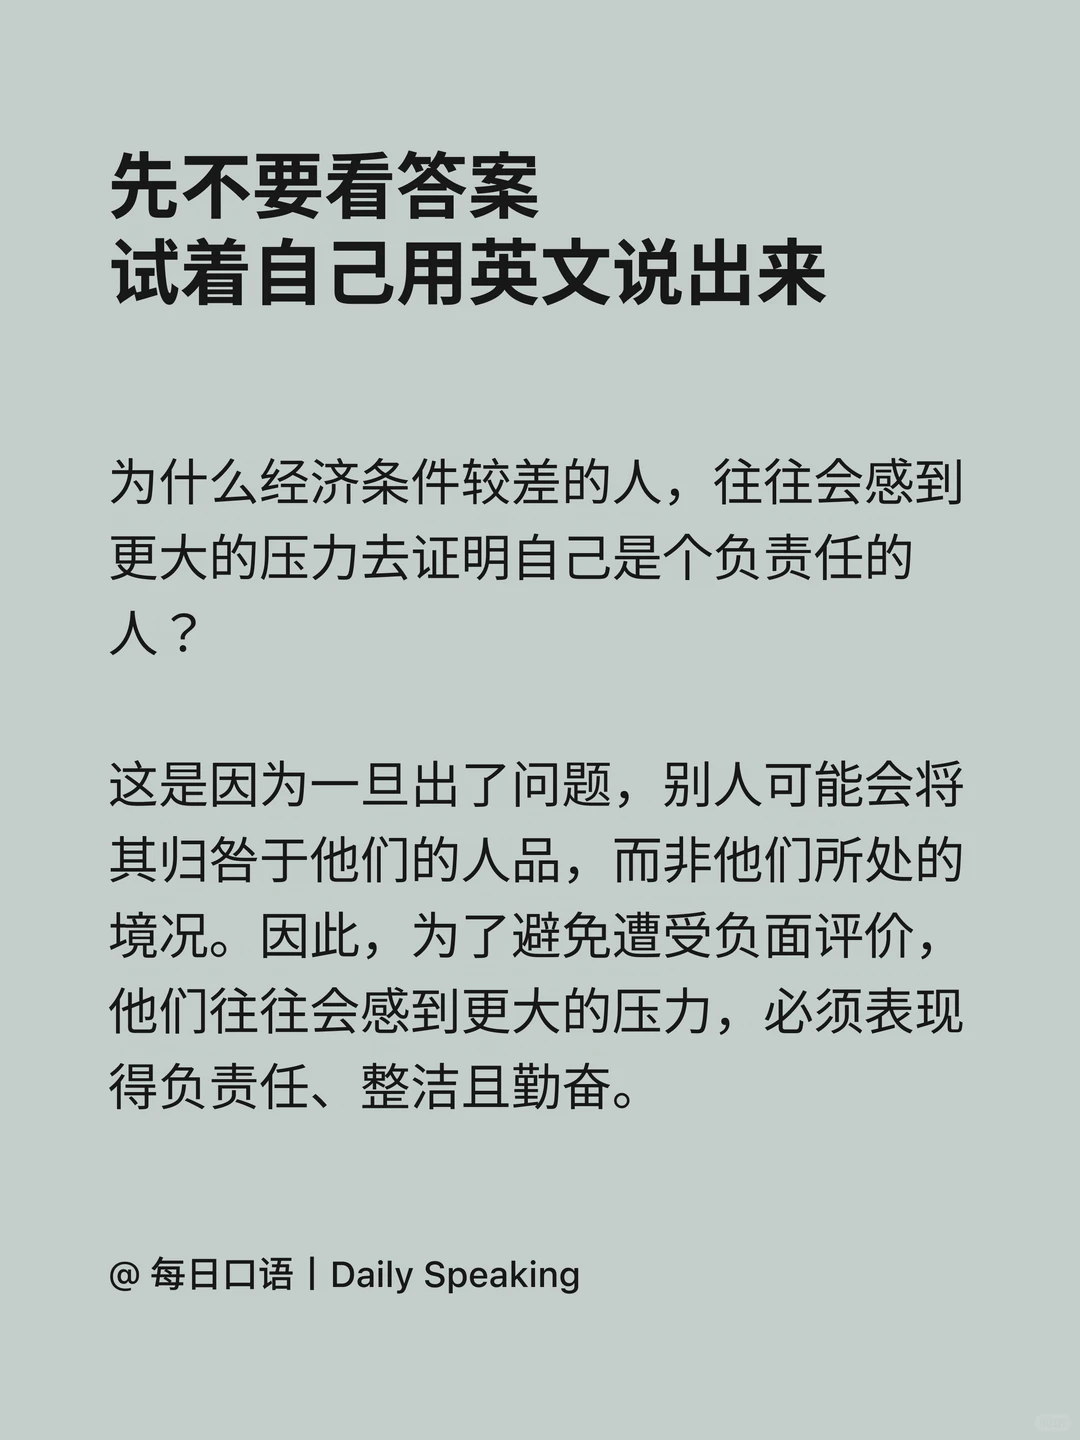 先不要看答案
试着自己用英文说出来
为什么经济条件较差的人，往往会感到
更大的压力去证明自己是个负责任的
人？
这是因为一旦出了问题，别人可能会将
其归咎于他们的人品，而非他们所处的
境况。因此，为了避免遭受负面评价，
他们往往会感到更大的压力，必须表现
得负责任、整洁且勤奋。
@ 每日口语｜Daily Speaking